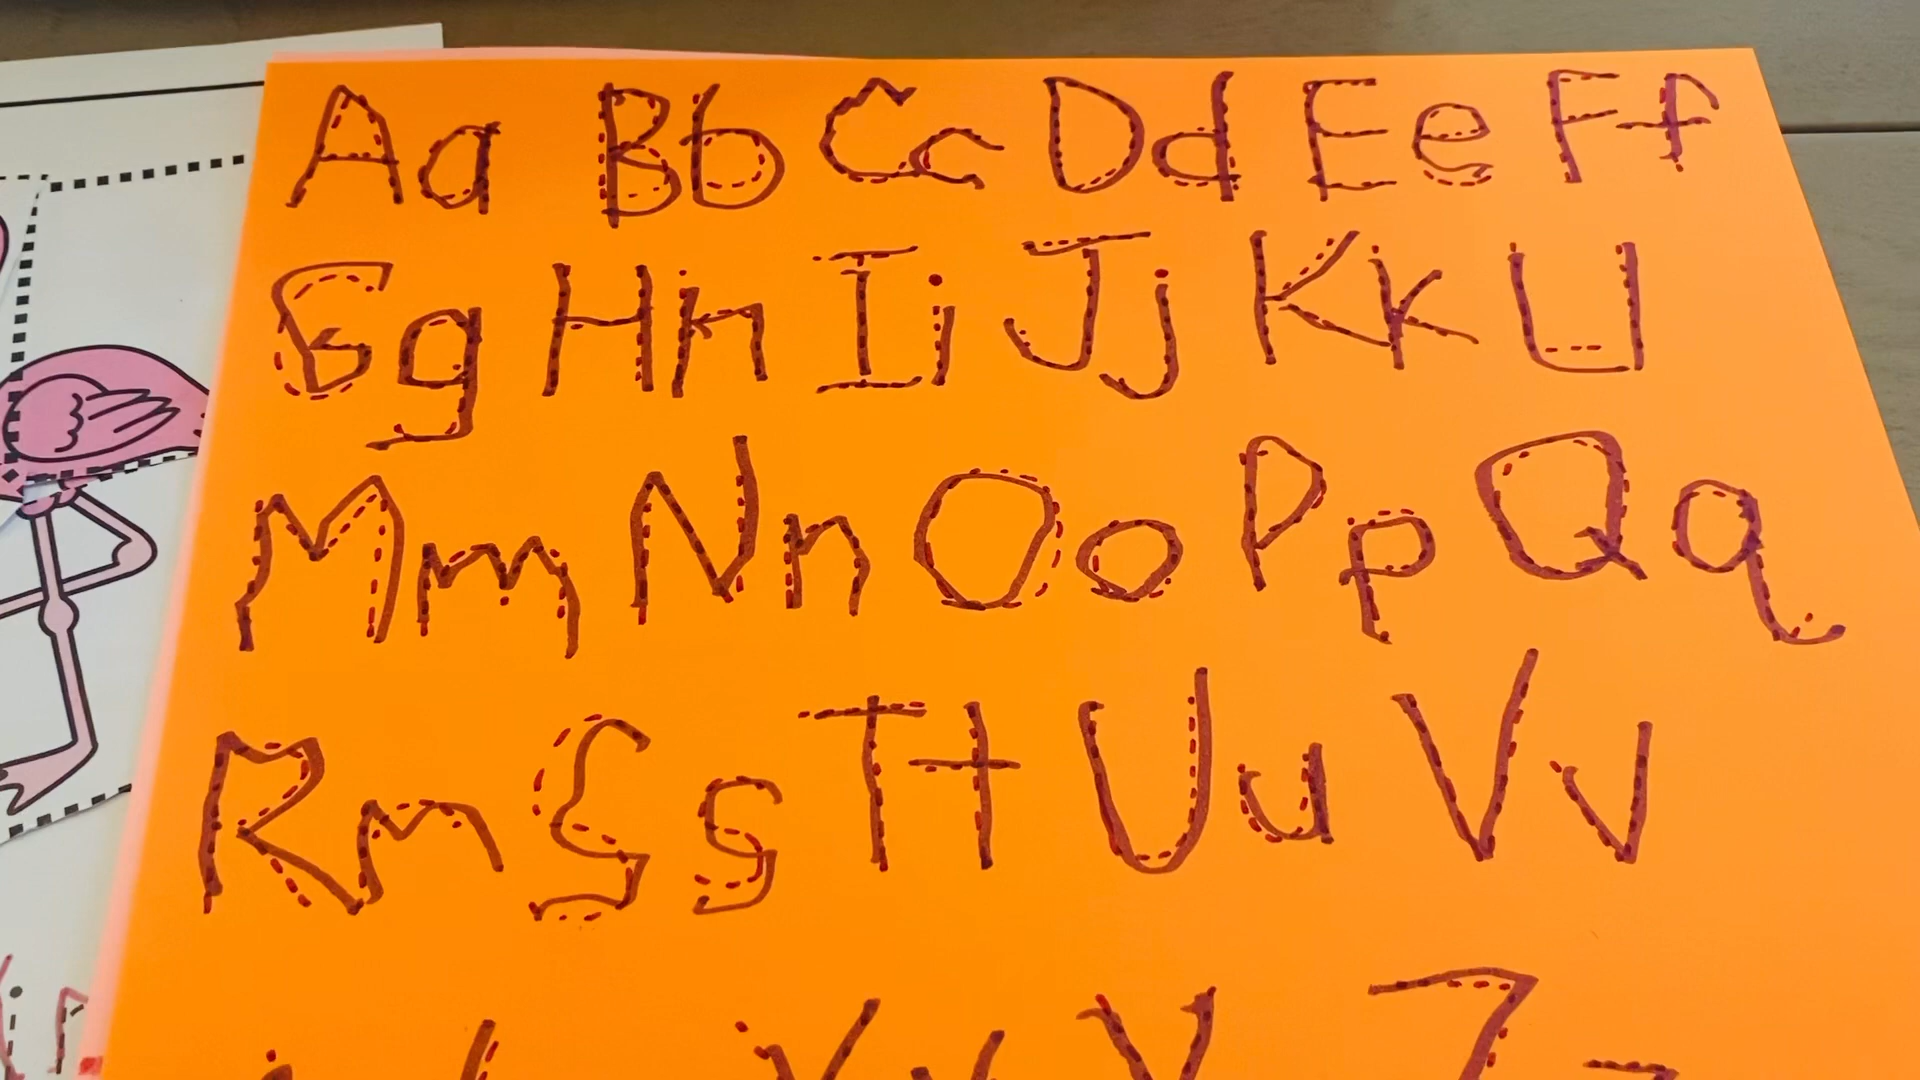 Aa Bb Cc Dd Ee Ff
Gg Hh Ii Jj Kk Ll
Mm Nn Oo Pp Qq
Rr Ss Tt Uu Vv